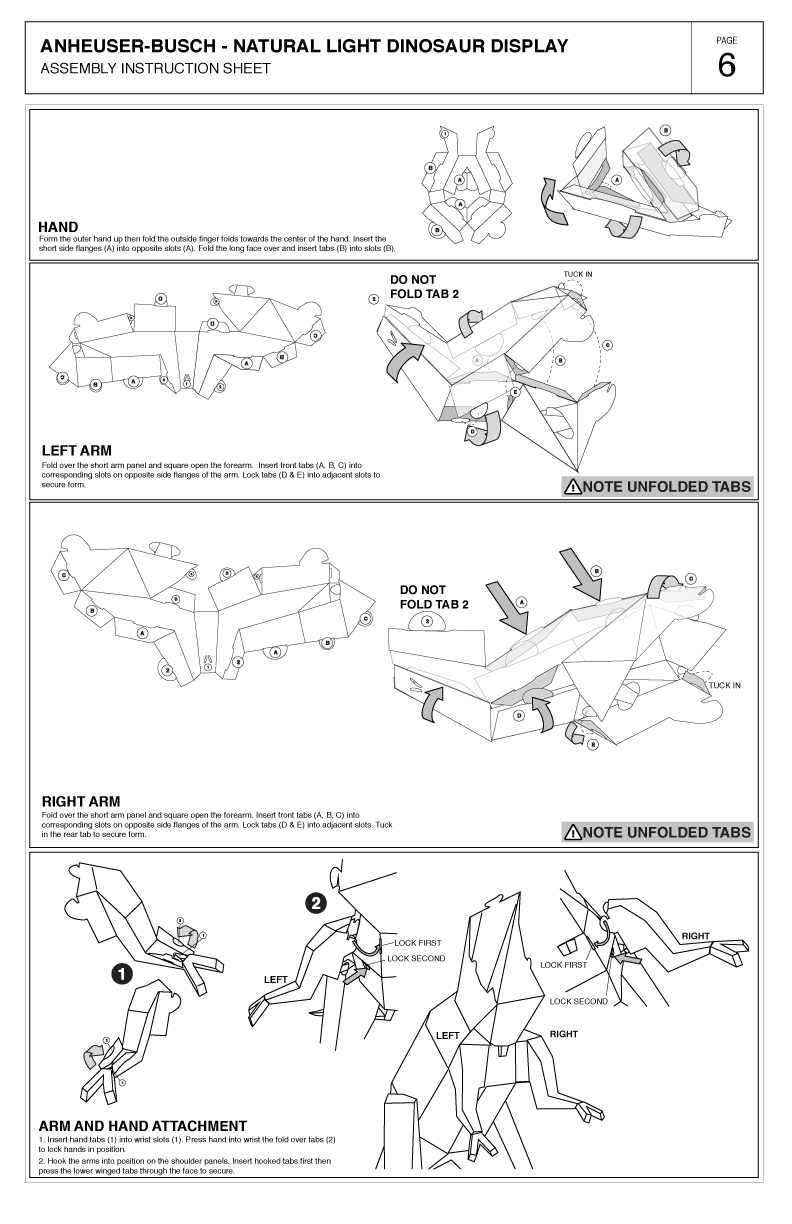 ANHEUSER-BUSCH - NATURAL LIGHT DINOSAUR DISPLAY
ASSEMBLY INSTRUCTION SHEET
PAGE
6
1
B
A
A
B
B
A
HAND
Form the outer hand up then fold the outside finger folds towards the center of the hand. Insert the
short side flanges (A) into opposite slots (A). Fold the long face over and insert tabs (B) into slots (B).
DO NOT
FOLD TAB 2
TUCK IN
2
D
D
C
C
B
A
1
A
B
A
B
C
E
D
LEFT ARM
Fold over the short arm panel and square open the forearm. Insert front tabs (A, B, C) into
corresponding slots on opposite side flanges of the arm. Lock tabs (D & E) into adjacent slots to
secure form.
NOTE UNFOLDED TABS
C
B
A
2
D
D
1
2
A
B
C
DO NOT
FOLD TAB 2
2
A
B
C
TUCK IN
D
E
RIGHT ARM
Fold over the short arm panel and square open the forearm. Insert front tabs (A, B, C) into
corresponding slots on opposite side flanges of the arm. Lock tabs (D & E) into adjacent slots. Tuck
in the rear tab to secure form.
NOTE UNFOLDED TABS
2
1
1
2
LEFT
LOCK FIRST
LOCK SECOND
LOCK FIRST
RIGHT
LOCK SECOND
LEFT
RIGHT
1
ARM AND HAND ATTACHMENT
1. Insert hand tabs (1) into wrist slots (1). Press hand into wrist the fold over tabs (2)
to lock hands in position.
2. Hook the arms into position on the shoulder panels. Insert hooked tabs first then
press the lower winged tabs through the face to secure.